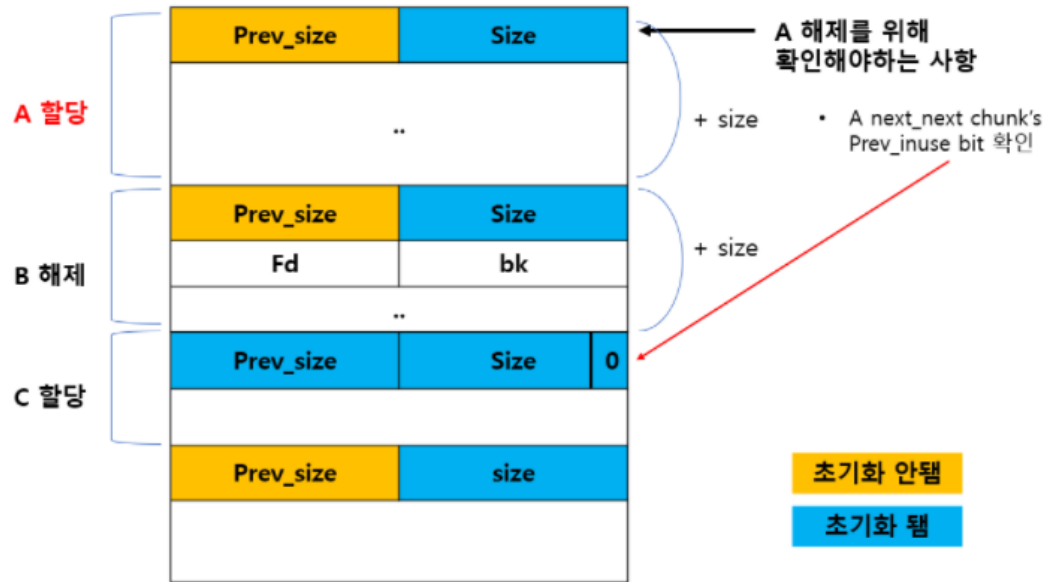 Prev_size
Size
A 해제를 위해
확인해야하는 사항
A 할당
..
+ size
• A next_next chunk's
Prev_inuse bit 확인
Prev_size
Size
B 해제
Fd
bk
+ size
..
Prev_size
Size
0
C 할당
Prev_size
size
초기화 안됌
초기화 됌